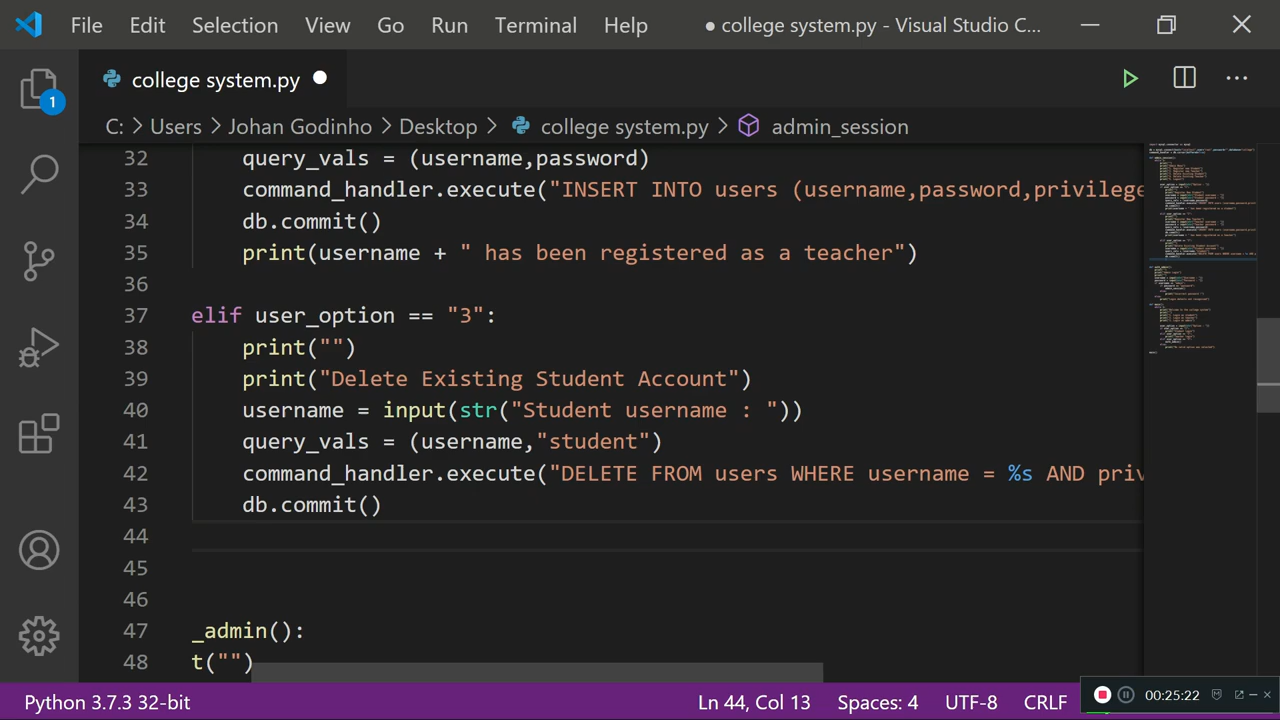 File Edit Selection View Go Run Terminal Help ● college system.py - Visual Studio C...
college system.py
C: > Users > Johan Godinho > Desktop > college system.py > admin_session
1
32 query_vals = (username,password)
33 command_handler.execute("INSERT INTO users (username,password,privilege
34 db.commit()
35 print(username + " has been registered as a teacher")
36
37 elif user_option == "3":
38 print("")
39 print("Delete Existing Student Account")
40 username = input(str("Student username : "))
41 query_vals = (username,"student")
42 command_handler.execute("DELETE FROM users WHERE username = %s AND priv
43 db.commit()
44
45
46
47 _admin():
48 t("")
Python 3.7.3 32-bit Ln 44, Col 13 Spaces: 4 UTF-8 CRLF 00:25:22